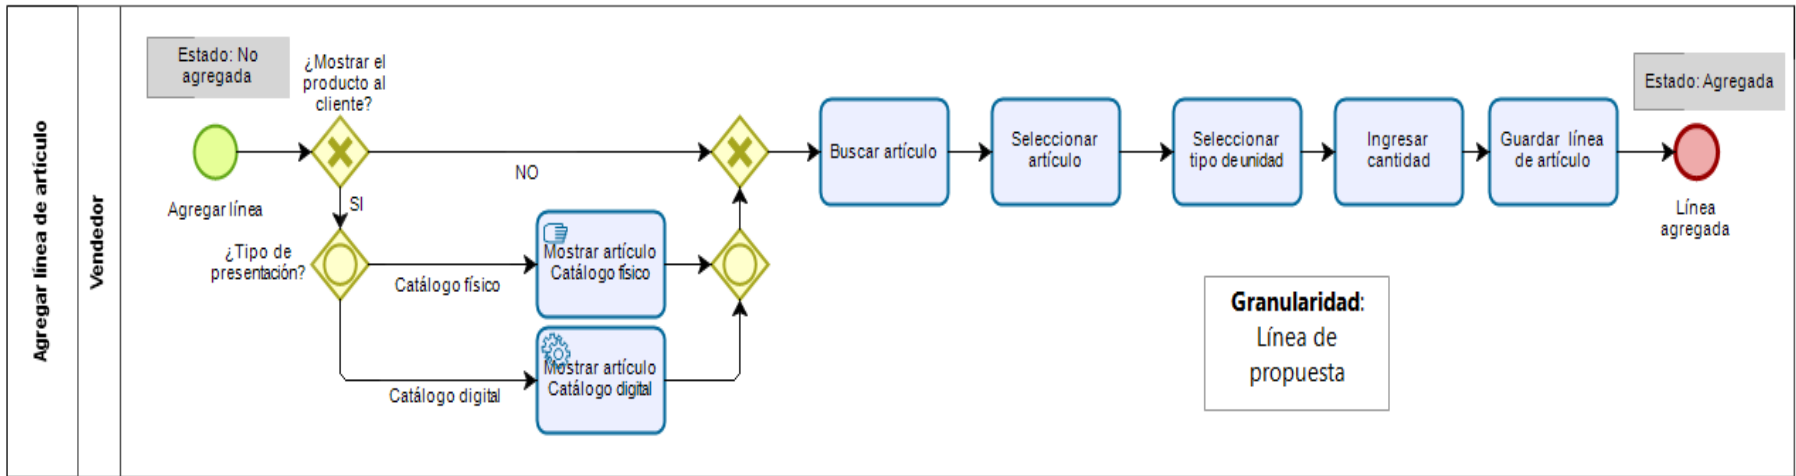 Agregar línea de artículo
Vendedor
Estado: No
agregada
Agregar línea
¿Mostrar el
producto al
cliente?
NO
SI
¿Tipo de
presentación?
Catálogo físico
Catálogo digital
Mostrar artículo
Catálogo físico
Mostrar artículo
Catálogo digital
Buscar artículo
Seleccionar
artículo
Seleccionar
tipo de unidad
Ingresar
cantidad
Guardar línea
de artículo
Estado: Agregada
Línea
agregada
Granularidad:
Línea de
propuesta